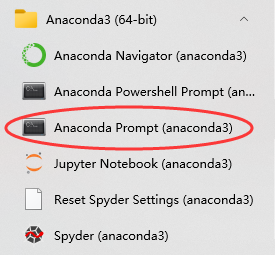 Anaconda3 (64-bit)
Anaconda Navigator (anaconda3)
Anaconda Powershell Prompt (an...
Anaconda Prompt (anaconda3)
Jupyter Notebook (anaconda3)
Reset Spyder Settings (anaconda3)
Spyder (anaconda3)